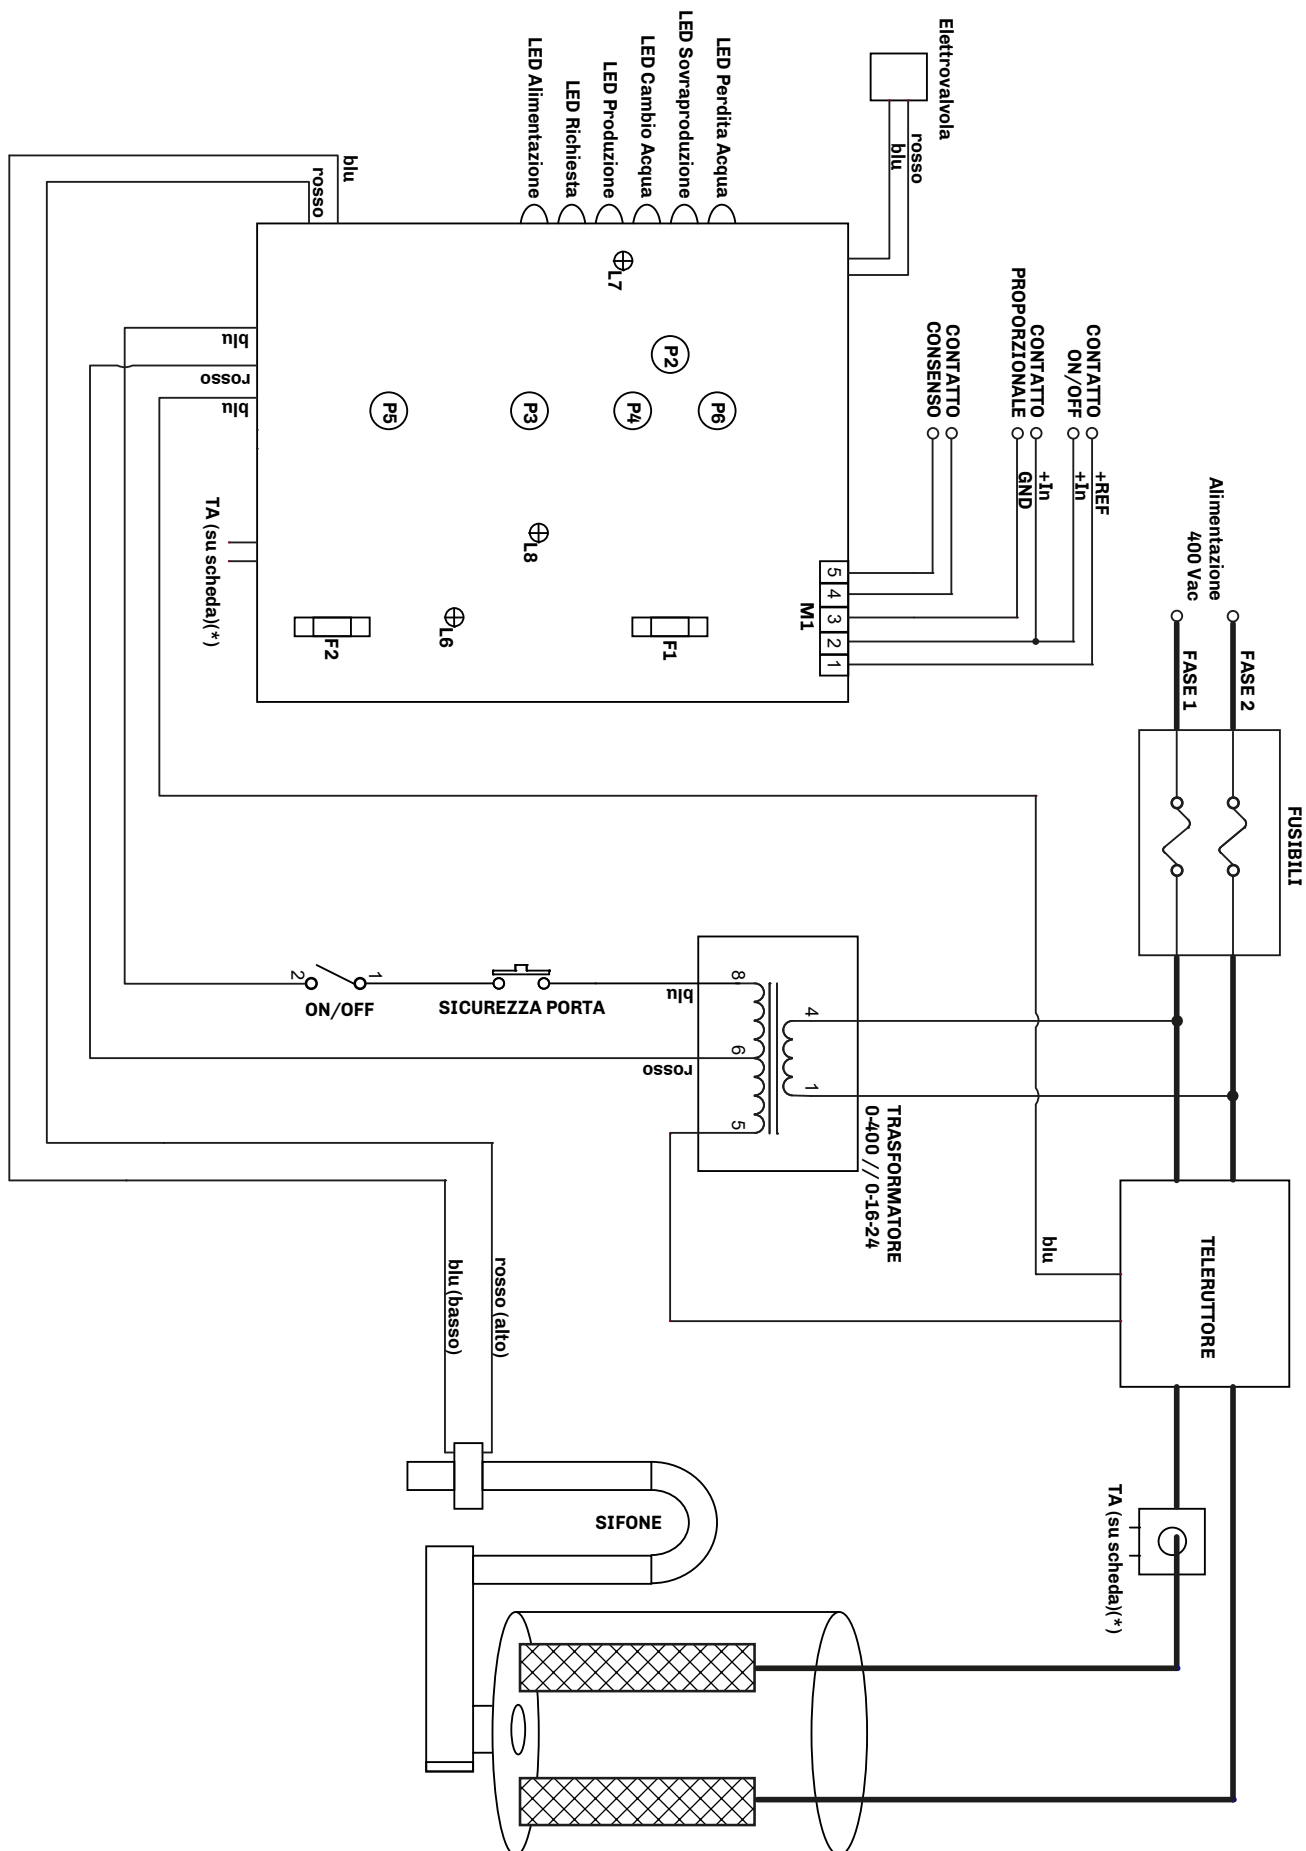 Elettrovalvola
rosso
blu
LED Perdita Acqua
LED Sovraproduzione
LED Cambio Acqua
LED Produzione
LED Richiesta
LED Alimentazione
blu
rosso
blu
rosso
blu
TA (su scheda)(*)
L7
P2
P6
P4
P3
P5
L8
L6
F1
F2
M1
5
4
3
2
1
CONTATTO
ON/OFF
CONTATTO
PROPORZIONALE
CONTATTO
CONSENSO
+REF
+In
+In
GND
Alimentazione
400 Vac
FASE 2
FASE 1
FUSIBILI
TRASFORMATORE
0-400 // 0-16-24
4
1
8
6
5
blu
rosso
SICUREZZA PORTA
ON/OFF
1
2
blu
TELERUTTORE
rosso (alto)
blu (basso)
SIFONE
TA (su scheda)(*)